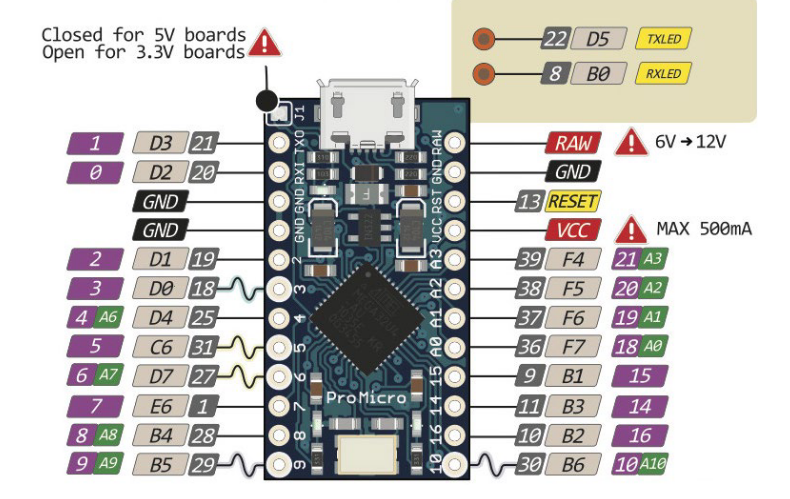 Closed for 5V boards
Open for 3.3V boards
22 D5 TXLED
8 B0 RXLED
J1
1 D3 21 TXO
RAW RAW 6V→12V
0 D2 20 RXI
GND GND
GND GND
RST 13 RESET
GND GND
VCC VCC MAX 500mA
2 D1 19 2
A3 39 F4 21 A3
3 D0 18 3
A2 38 F5 20 A2
4 A6 D4 25 4
A1 37 F6 19 A1
5 C6 31 5
A0 36 F7 18 A0
6 A7 D7 27 6
15 9 B1 15
7 E6 1 7
14 11 B3 14
8 A8 B4 28 8
16 10 B2 16
9 A9 B5 29 9
10 30 B6 10 A10
ProMicro